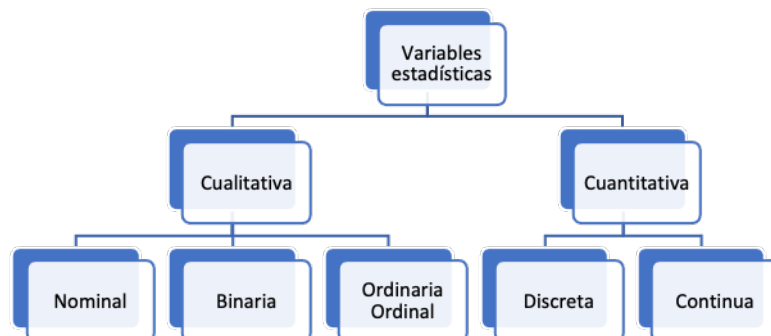 Variables
estadísticas
Cualitativa
Cuantitativa
Nominal
Binaria
Ordinaria
Ordinal
Discreta
Continua